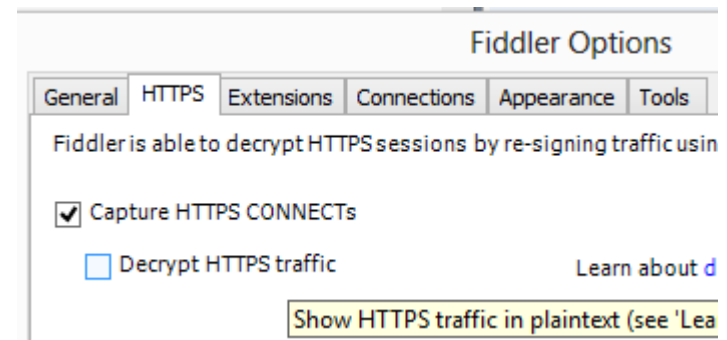 Fiddler Options
General HTTPS Extensions Connections Appearance Tools
Fiddler is able to decrypt HTTPS sessions by re-signing traffic usin
Capture HTTPS CONNECTs
Decrypt HTTPS traffic Learn about d
Show HTTPS traffic in plaintext (see 'Lea